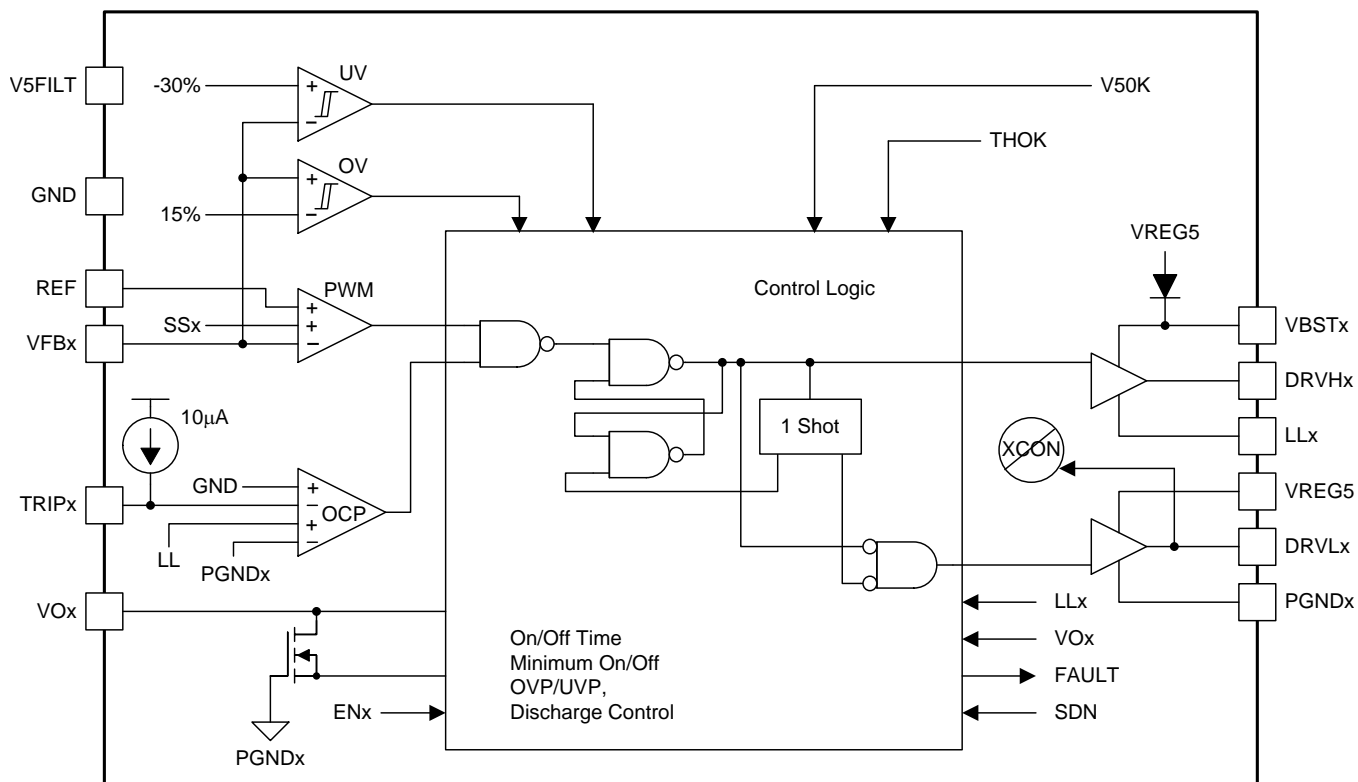 V5FILT
-30%
+
−
UV
V50K
THOK
GND
15%
+
−
OV
VREG5
REF
VFBx
SSx
+
+
−
PWM
Control Logic
VBSTx
DRVHx
LLx
10µA
1 Shot
XCON
TRIPx
GND
LL
PGNDx
+
−
+
−
OCP
VREG5
DRVLx
PGNDx
VOx
PGNDx
ENx
On/Off Time
Minimum On/Off
OVP/UVP,
Discharge Control
LLx
VOx
FAULT
SDN